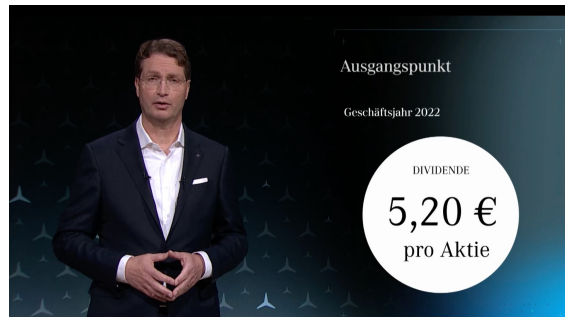 Ausgangspunkt
Geschäftsjahr 2022
DIVIDENDE
5,20 €
pro Aktie